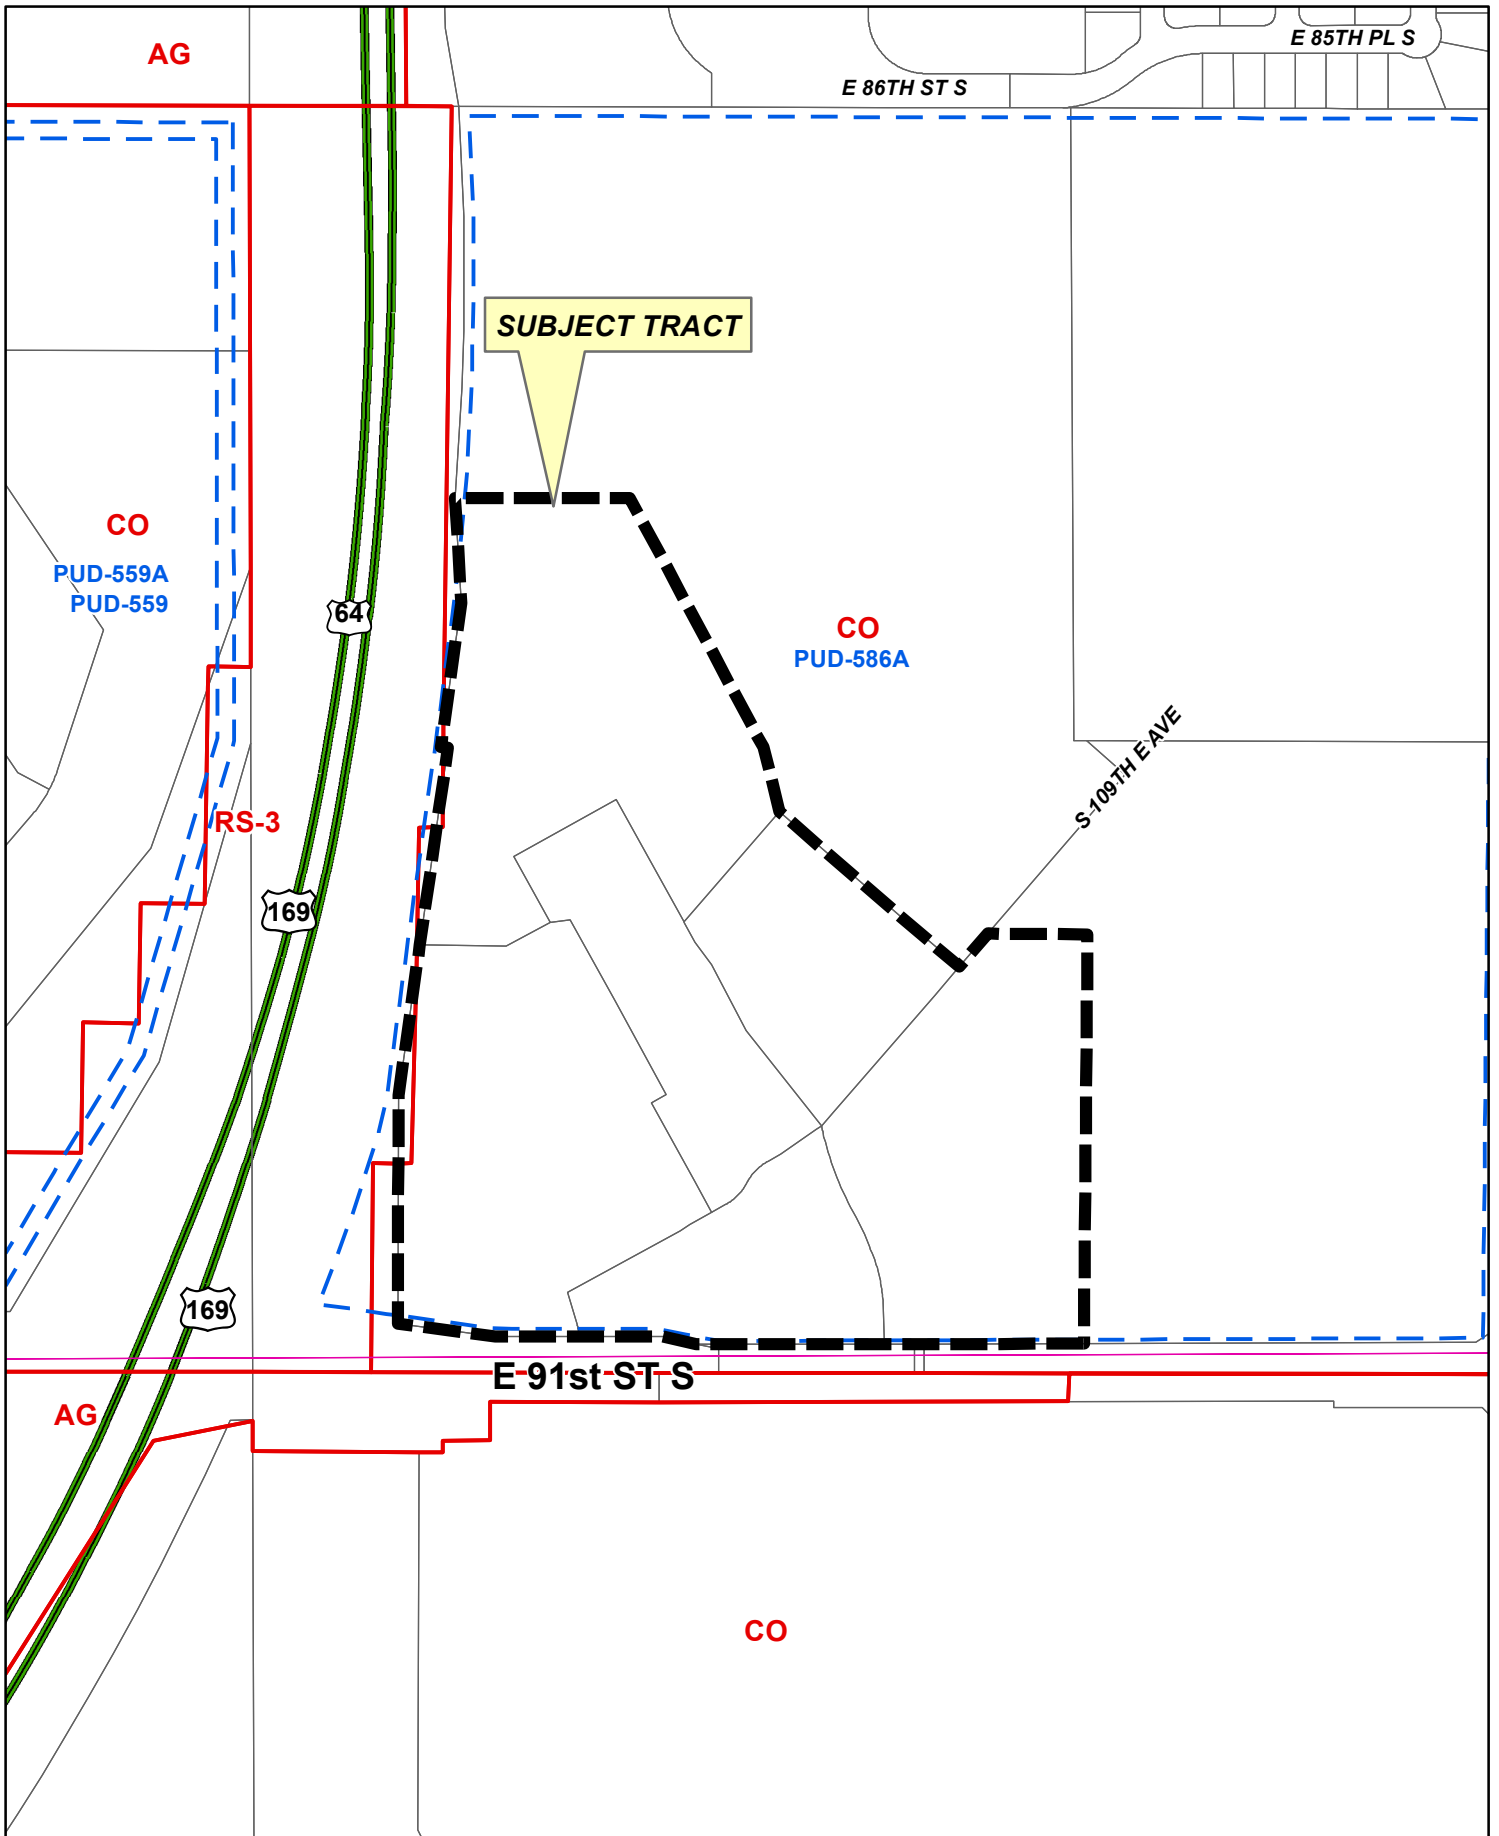 E 85TH PL S
AG
E 86TH ST S
SUBJECT TRACT
CO
PUD-559A
PUD-559
64
CO
PUD-586A
S 109TH E AVE
RS-3
169
169
E 91st ST S
AG
CO